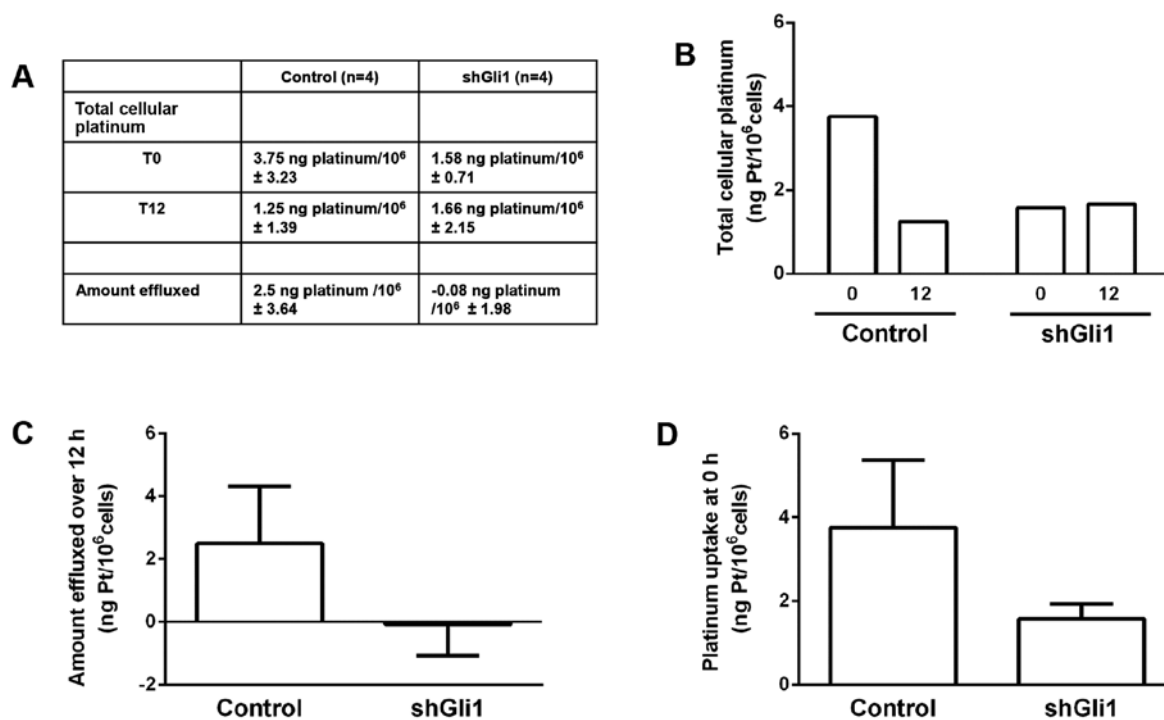 A
Control (n=4) shGli1 (n=4)
Total cellular
platinum
T0 3.75 ng platinum/10⁶ 1.58 ng platinum/10⁶
± 3.23 ± 0.71
T12 1.25 ng platinum/10⁶ 1.66 ng platinum/10⁶
± 1.39 ± 2.15
Amount effluxed 2.5 ng platinum /10⁶ -0.08 ng platinum
± 3.64 /10⁶ ± 1.98
B
Total cellular platinum
(ng Pt/10⁶cells)
6
4
2
0
0 12 0 12
Control shGli1
C
Amount effluxed over 12 h
(ng Pt/10⁶cells)
6
4
2
0
-2
Control shGli1
D
Platinum uptake at 0 h
(ng Pt/10⁶cells)
6
4
2
0
Control shGli1